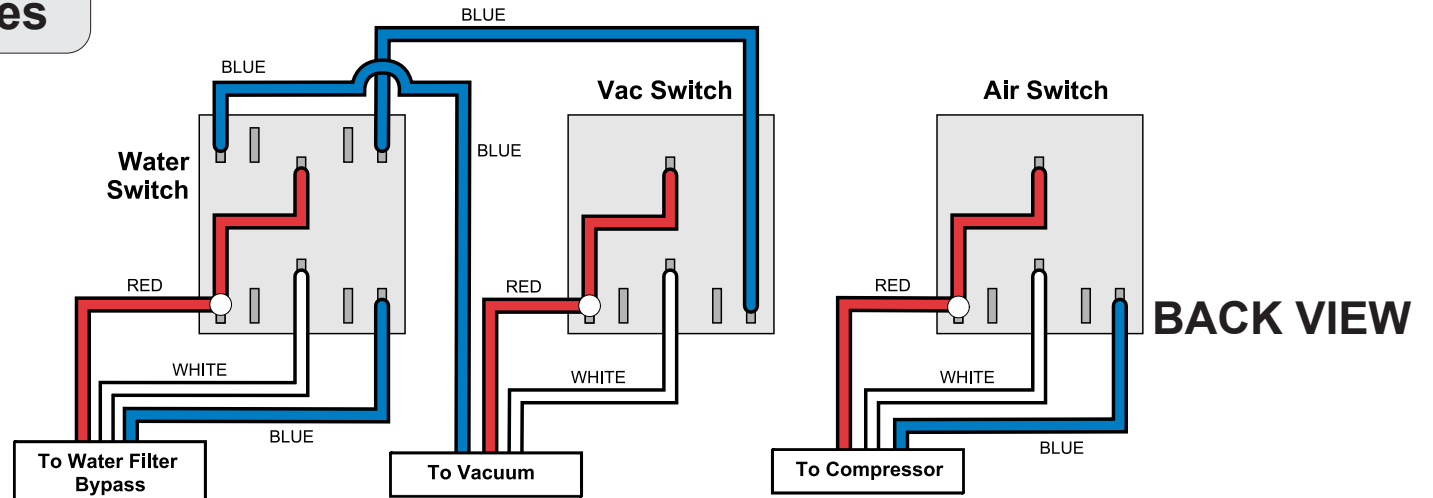 es
BLUE
BLUE
Vac Switch
Air Switch
BLUE
Water
Switch
RED
RED
RED
BACK VIEW
WHITE
WHITE
WHITE
BLUE
BLUE
To Water Filter
Bypass
To Vacuum
To Compressor